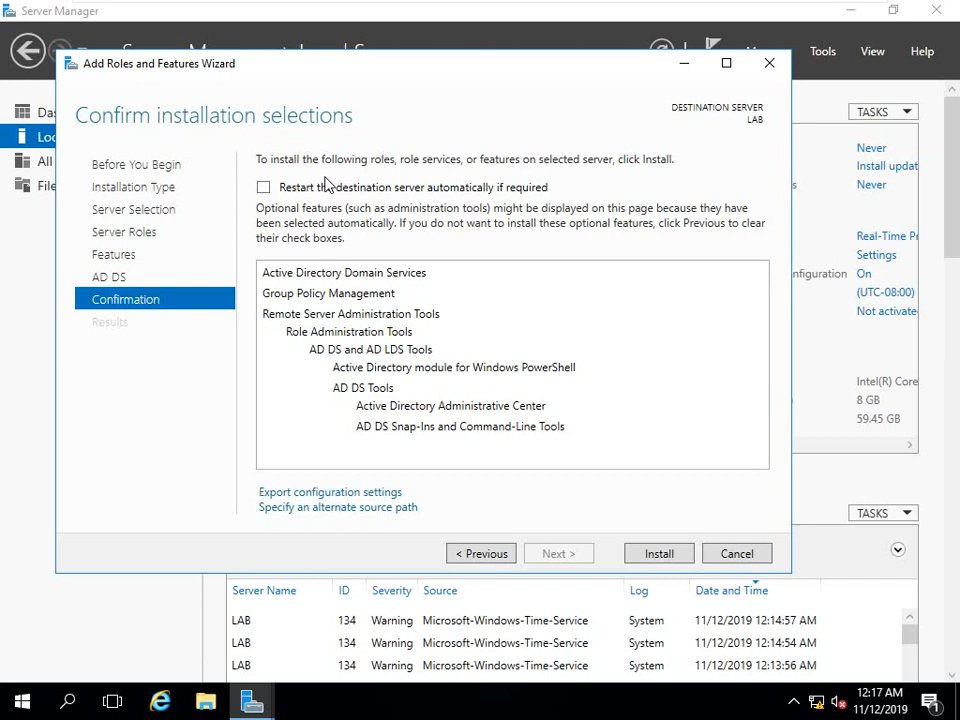 Server Manager
Tools View Help
Add Roles and Features Wizard
Confirm installation selections
DESTINATION SERVER
LAB
Before You Begin
Installation Type
Server Selection
Server Roles
Features
AD DS
Confirmation
Results
To install the following roles, role services, or features on selected server, click Install.
Restart the destination server automatically if required
Optional features (such as administration tools) might be displayed on this page because they have
been selected automatically. If you do not want to install these optional features, click Previous to clear
their check boxes.
Active Directory Domain Services
Group Policy Management
Remote Server Administration Tools
Role Administration Tools
AD DS and AD LDS Tools
Active Directory module for Windows PowerShell
AD DS Tools
Active Directory Administrative Center
AD DS Snap-Ins and Command-Line Tools
Export configuration settings
Specify an alternate source path
< Previous Next > Install Cancel
Das
Loc
All
File
TASKS
Never
Install updat
Never
Real-Time Pr
Settings
nfiguration On
(UTC-08:00)
Not activate
Intel(R) Core
8 GB
59.45 GB
TASKS
Server Name ID Severity Source Log Date and Time
LAB 134 Warning Microsoft-Windows-Time-Service System 11/12/2019 12:14:57 AM
LAB 134 Warning Microsoft-Windows-Time-Service System 11/12/2019 12:14:54 AM
LAB 134 Warning Microsoft-Windows-Time-Service System 11/12/2019 12:13:56 AM
12:17 AM
11/12/2019
1